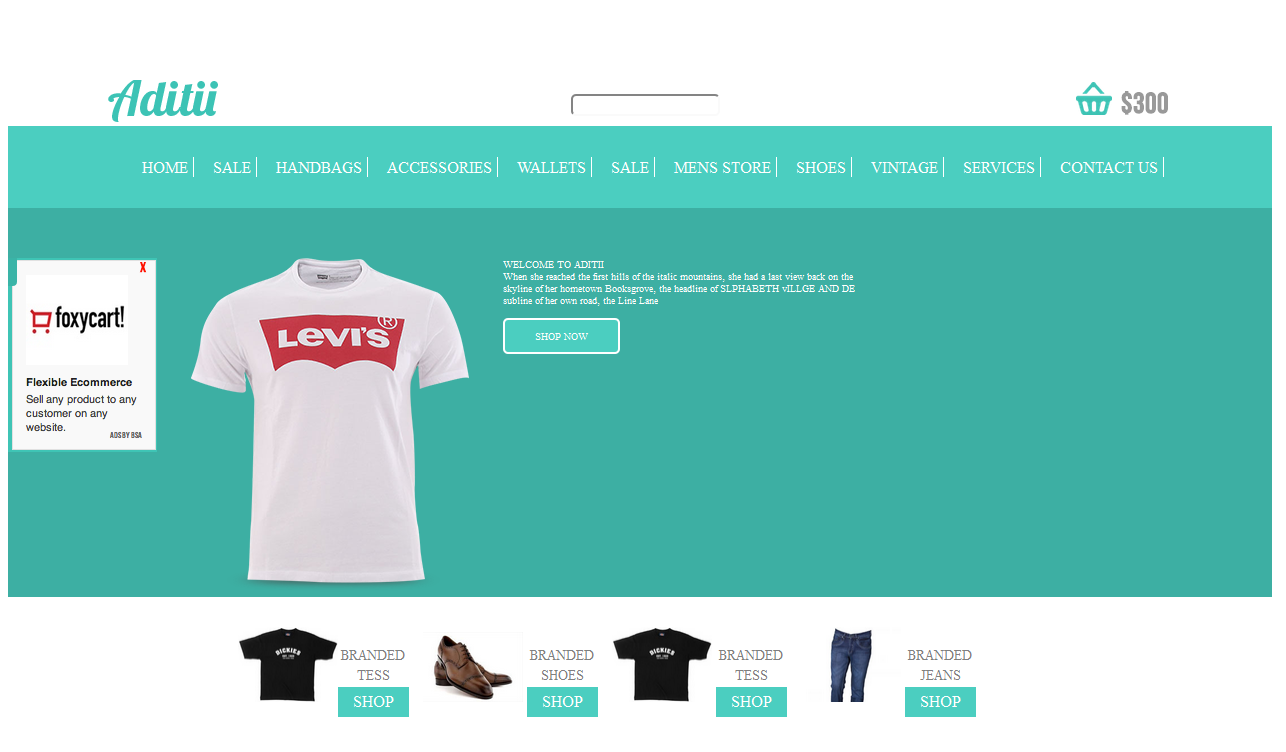 Aditii
$300
HOME SALE HANDBAGS ACCESSORIES WALLETS SALE MENS STORE SHOES VINTAGE SERVICES CONTACT US
X
foxycart!
Flexible Ecommerce
Sell any product to any
customer on any
website.
ADS BY BSA
LEVI'S
®
WELCOME TO ADITII
When she reached the first hills of the italic mountains, she had a last view back on the
skyline of her hometown Booksgrove, the headline of SLPHABETH vILLGE AND DE
subline of her own road, the Line Lane
SHOP NOW
DICKIES
BRANDED
TESS
SHOP
BRANDED
SHOES
SHOP
DICKIES
BRANDED
TESS
SHOP
BRANDED
JEANS
SHOP